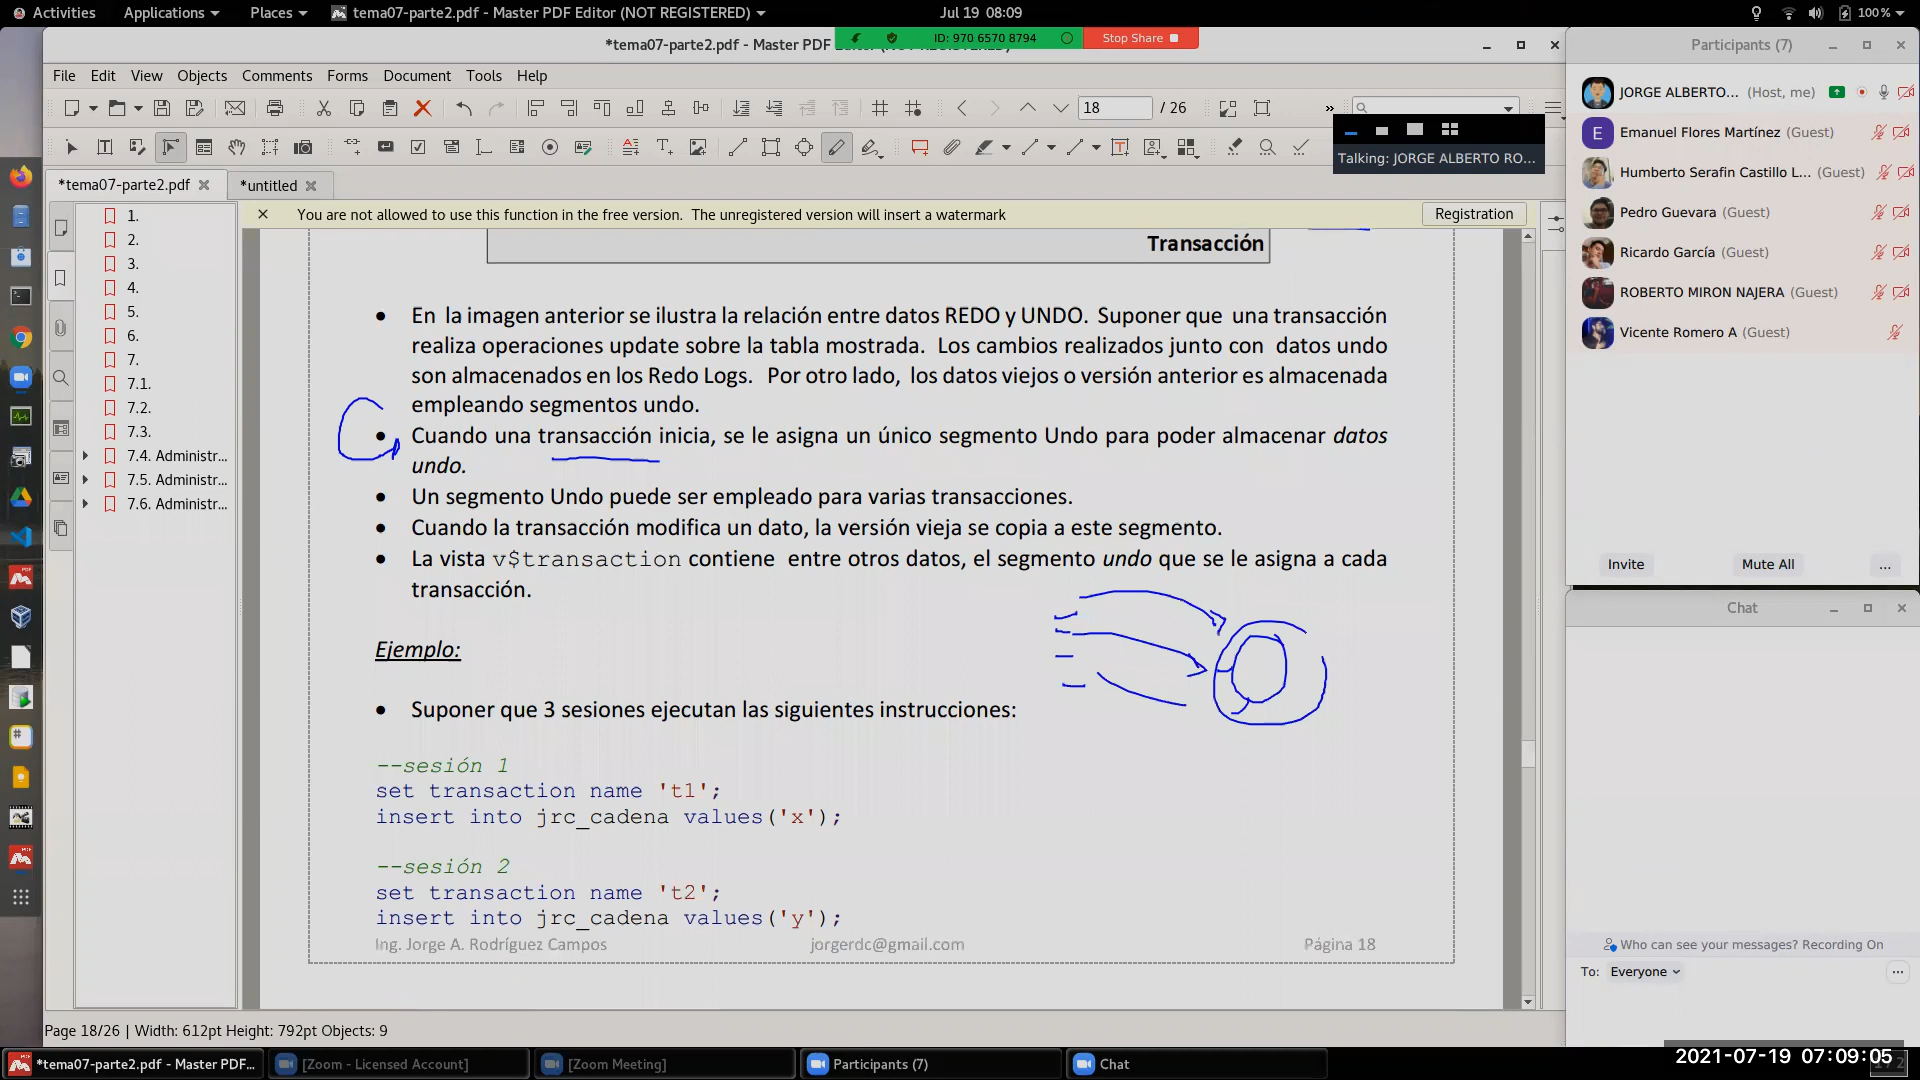 Activities Applications Places tema07-parte2.pdf - Master PDF Editor (NOT REGISTERED) Jul 19 08:09 100%
*tema07-parte2.pdf - Master PDF ID: 970 6570 8794 Stop Share
File Edit View Objects Comments Forms Document Tools Help
18 / 26
Talking: JORGE ALBERTO RO...
*tema07-parte2.pdf *untitled
You are not allowed to use this function in the free version. The unregistered version will insert a watermark Registration
1.
2.
3.
4.
5.
6.
7.
7.1.
7.2.
7.3.
7.4. Administr...
7.5. Administr...
7.6. Administr...
Transacción
• En la imagen anterior se ilustra la relación entre datos REDO y UNDO. Suponer que una transacción
realiza operaciones update sobre la tabla mostrada. Los cambios realizados junto con datos undo
son almacenados en los Redo Logs. Por otro lado, los datos viejos o versión anterior es almacenada
empleando segmentos undo.
• Cuando una transacción inicia, se le asigna un único segmento Undo para poder almacenar datos
undo.
• Un segmento Undo puede ser empleado para varias transacciones.
• Cuando la transacción modifica un dato, la versión vieja se copia a este segmento.
• La vista v$transaction contiene entre otros datos, el segmento undo que se le asigna a cada
transacción.
Ejemplo:
• Suponer que 3 sesiones ejecutan las siguientes instrucciones:
--sesión 1
set transaction name 't1';
insert into jrc_cadena values('x');
--sesión 2
set transaction name 't2';
insert into jrc_cadena values('y');
Ing. Jorge A. Rodríguez Campos jorgerdc@gmail.com Página 18
Page 18/26 | Width: 612pt Height: 792pt Objects: 9
Participants (7)
JORGE ALBERTO... (Host, me)
E Emanuel Flores Martínez (Guest)
Humberto Serafin Castillo L... (Guest)
Pedro Guevara (Guest)
Ricardo García (Guest)
ROBERTO MIRON NAJERA (Guest)
Vicente Romero A (Guest)
Invite Mute All ...
Chat
Who can see your messages? Recording On
To: Everyone
*tema07-parte2.pdf - Master PDF... [Zoom - Licensed Account] [Zoom Meeting] Participants (7) Chat
2021-07-19 07:09:05